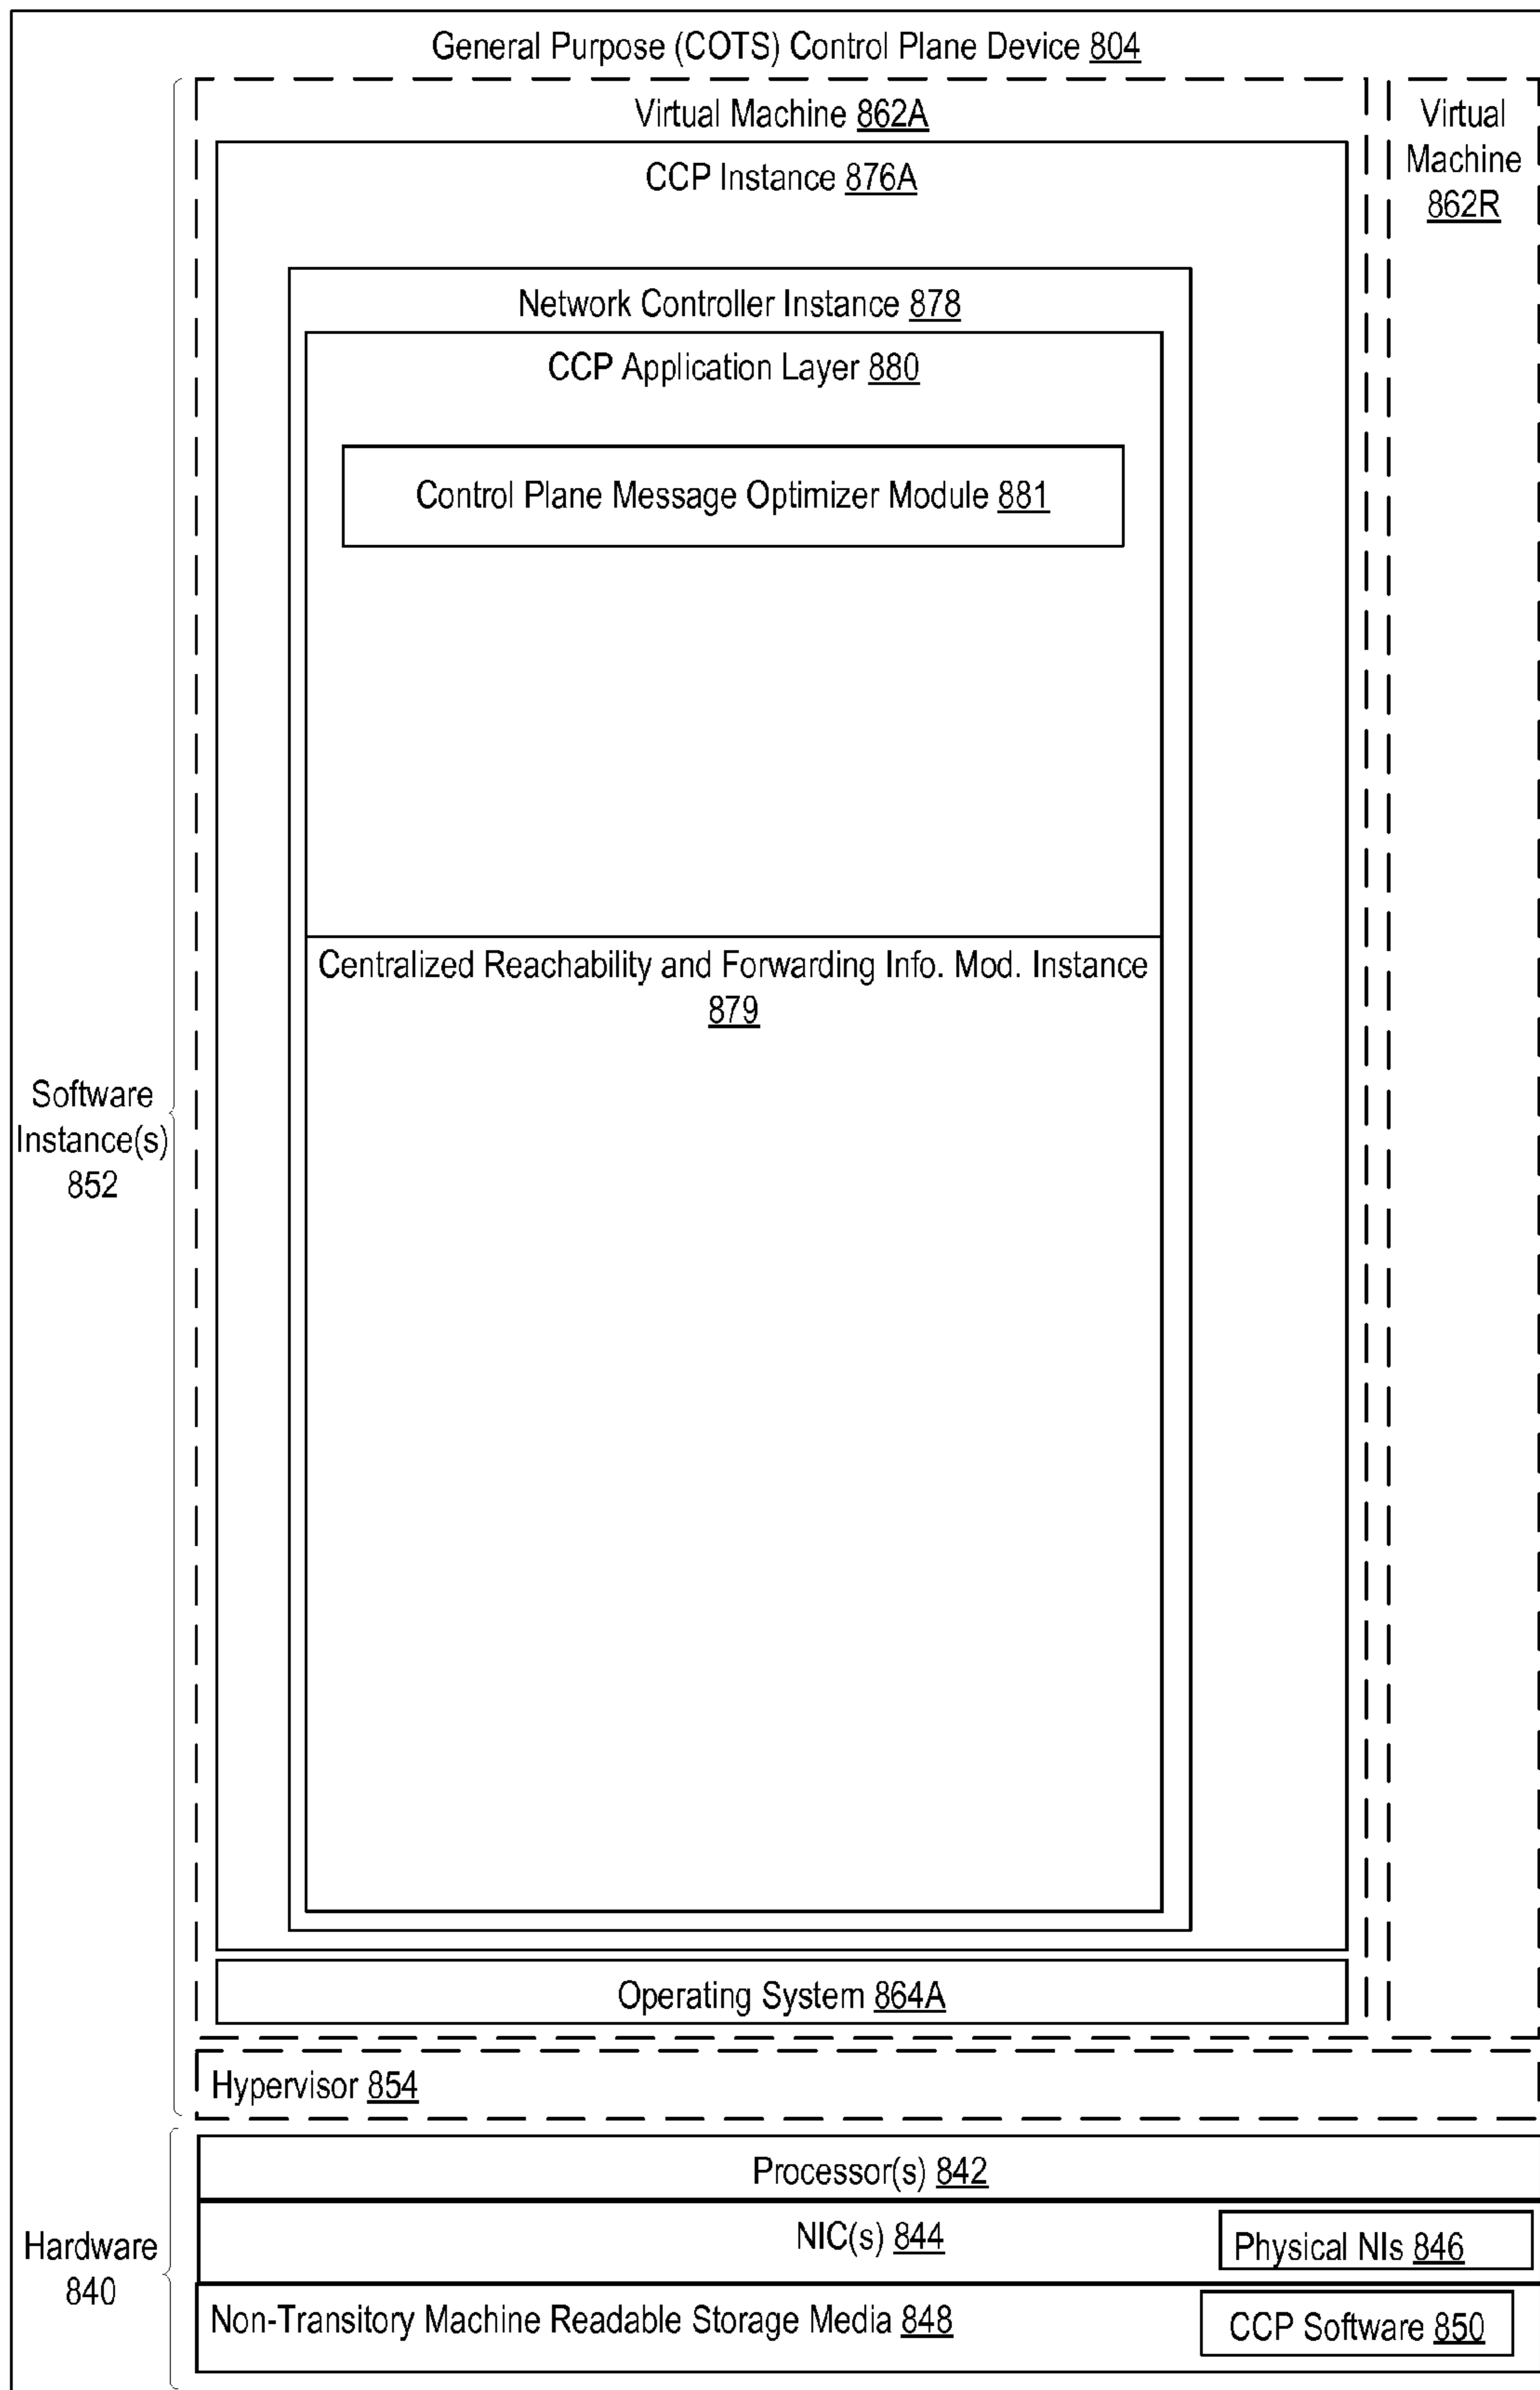 General Purpose (COTS) Control Plane Device 804
Virtual Machine 862A
Virtual
Machine
862R
CCP Instance 876A
Network Controller Instance 878
CCP Application Layer 880
Control Plane Message Optimizer Module 881
Centralized Reachability and Forwarding Info. Mod. Instance
879
Software
Instance(s)
852
Operating System 864A
Hypervisor 854
Processor(s) 842
Hardware
840
NIC(s) 844
Physical NIs 846
Non-Transitory Machine Readable Storage Media 848
CCP Software 850